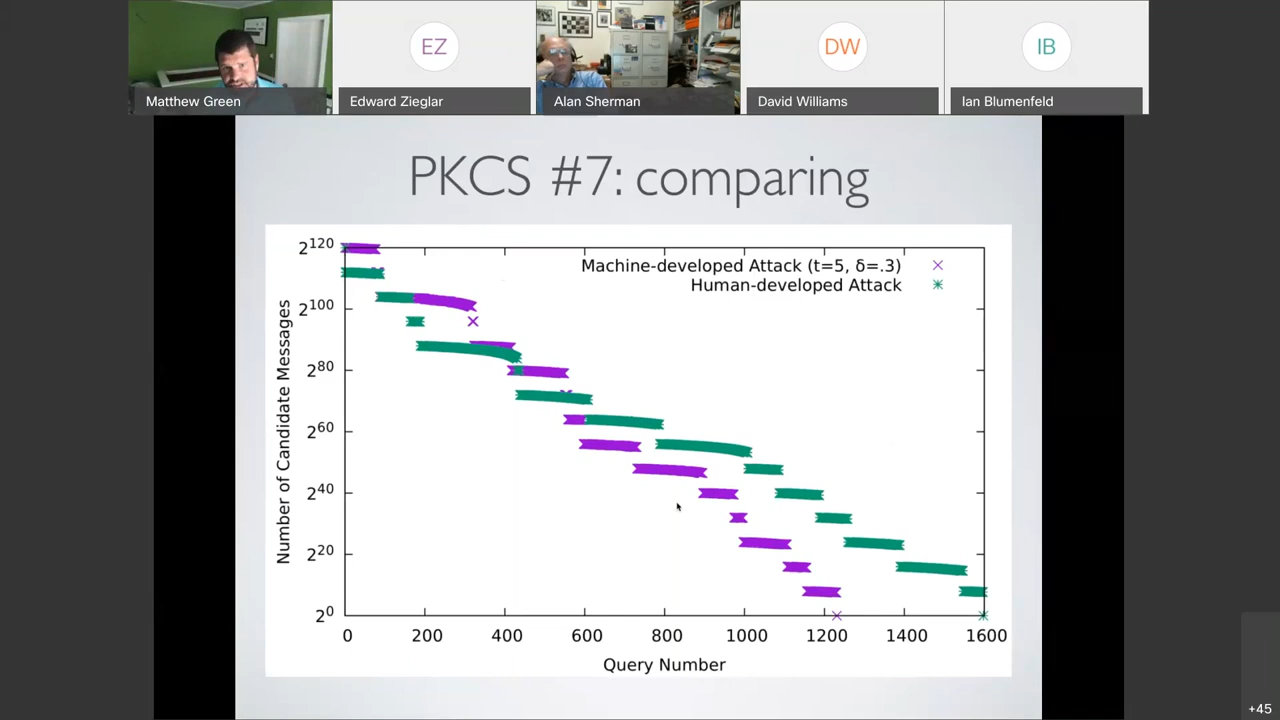 EZ
DW
IB
Matthew Green
Edward Zieglar
Alan Sherman
David Williams
Ian Blumenfeld
PKCS #7: comparing
Machine-developed Attack (t=5, δ=.3)
Human-developed Attack
Number of Candidate Messages
2^120
2^100
2^80
2^60
2^40
2^20
2^0
0 200 400 600 800 1000 1200 1400 1600
Query Number
+45